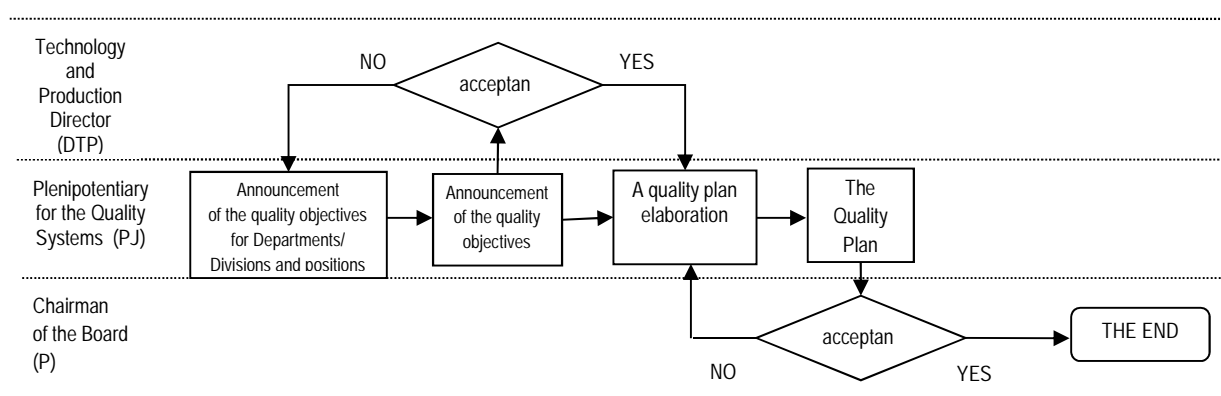 Technology
and
Production
Director
(DTP)
NO
acceptan
YES
Plenipotentiary
for the Quality
Systems (PJ)
Announcement
of the quality objectives
for Departments/
Divisions and positions
Announcement
of the quality
objectives
A quality plan
elaboration
The
Quality
Plan
Chairman
of the Board
(P)
NO
acceptan
YES
THE END